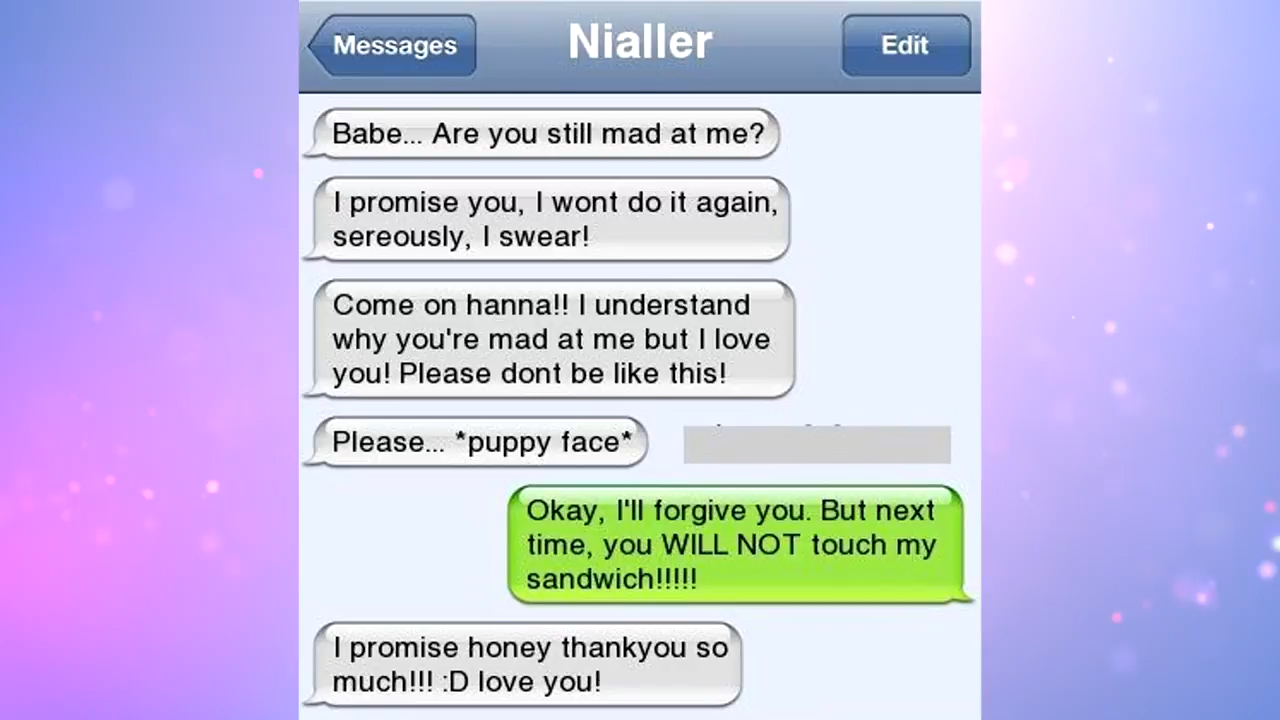 Messages
Nialler
Edit
Babe... Are you still mad at me?
I promise you, I wont do it again,
sereously, I swear!
Come on hanna!! I understand
why you're mad at me but I love
you! Please dont be like this!
Please... *puppy face*
Okay, I'll forgive you. But next
time, you WILL NOT touch my
sandwich!!!!!
I promise honey thankyou so
much!!! :D love you!